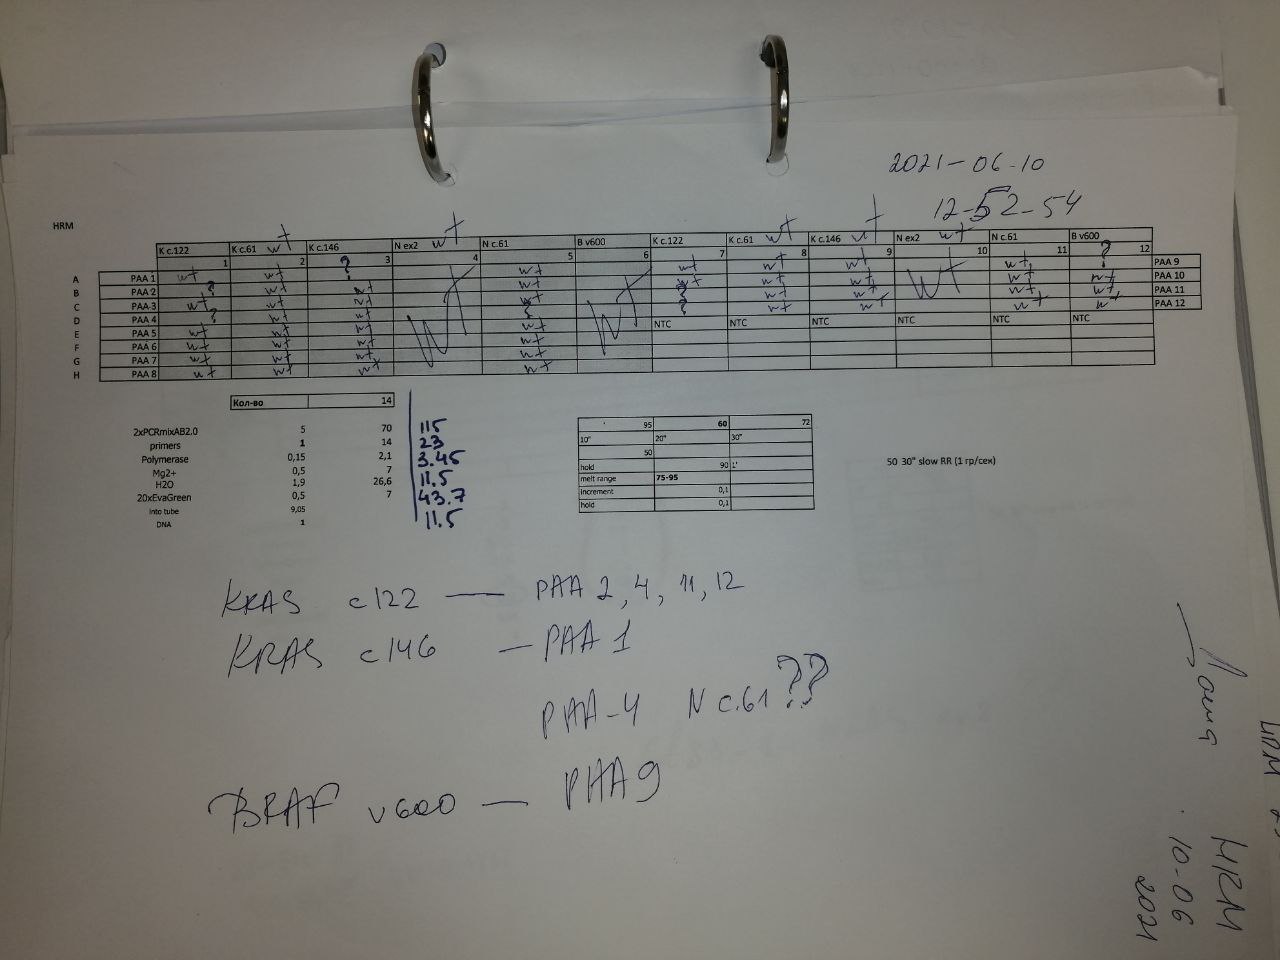 2021-06-10
12-52-54
HRM
wt wt wt wt wt
K c.122 K c.61 K c.146 N ex2 N c.61 B v600 K c.122 K c.61 K c.146 N ex2 N c.61 B v600
1 2 3 4 5 6 7 8 9 10 11 12
A PAA 1 wt wt ? wt wt wt wt wt wt wt wt ? PAA 9
B PAA 2 ? wt wt wt wt wt wt wt wt PAA 10
C PAA 3 wt wt wt wt ? wt wt wt wt PAA 11
D PAA 4 ? wt wt ? ? wt wt wt wt PAA 12
E PAA 5 wt wt wt wt NTC NTC NTC NTC NTC NTC
F PAA 6 wt wt wt wt
G PAA 7 wt wt wt wt
H PAA 8 wt wt wt wt
Кол-во 14
2xPCRmixAB2.0 5 70 115
primers 1 14 23
Polymerase 0,15 2,1 3.45
Mg2+ 0,5 7 11.5
H2O 1,9 26,6 43.7
20xEvaGreen 0,5 7 11.5
into tube 9,05
DNA 1
95 60 72
10" 20" 30"
50
hold 90 1'
melt range 75-95
increment 0,1
hold 0,1
50 30" slow RR (1 гр/сек)
KRAS c122 — PAA 2, 4, 11, 12
KRAS c146 — PAA 1
PAA-4 N c.61 ??
BRAF v600 — PAA 9
HRM
10-06
2021
HRM